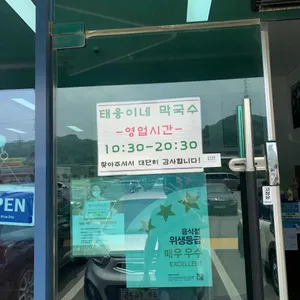 태웅이네 막국수
-영업시간-
10:30-20:30
찾아주셔서 대단히 감사합니다!
OPEN
음식점
위생등급
매우 우수
EXCELLENT